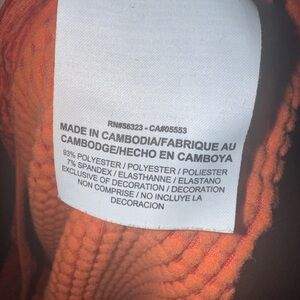 RN#56323 - CA#05553
MADE IN CAMBODIA/FABRIQUE AU
CAMBODGE/HECHO EN CAMBOYA
93% POLYESTER / POLYESTER / POLIESTER
7% SPANDEX / ELASTHANNE / ELASTANO
EXCLUSIVE OF DECORATION / DECORATION
NON COMPRISE / NO INCLUYE LA
DECORACION